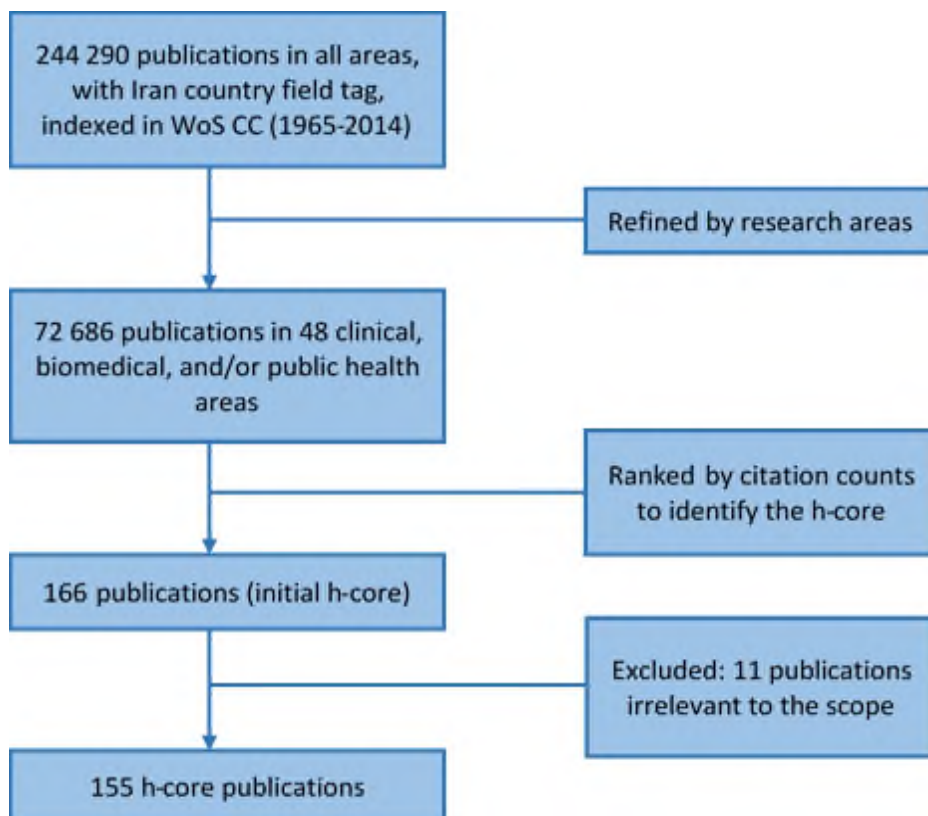 244 290 publications in all areas,
with Iran country field tag,
indexed in WoS CC (1965-2014)
Refined by research areas
72 686 publications in 48 clinical,
biomedical, and/or public health
areas
Ranked by citation counts
to identify the h-core
166 publications (initial h-core)
Excluded: 11 publications
irrelevant to the scope
155 h-core publications